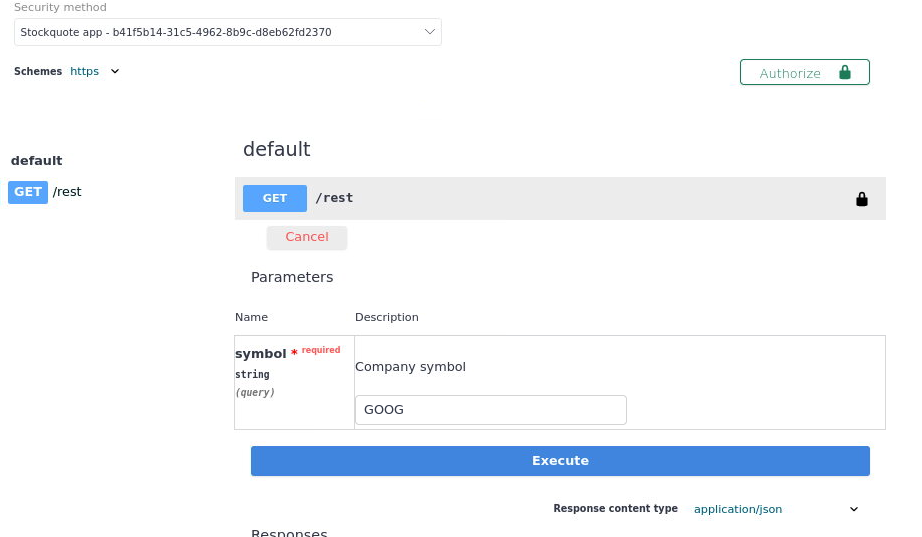 Security method
Stockquote app - b41f5b14-31c5-4962-8b9c-d8eb62fd2370
Schemes https
Authorize
default
GET /rest
default
GET /rest
Cancel
Parameters
Name Description
symbol * required
string
(query)
Company symbol
GOOG
Execute
Response content type application/json
Responses